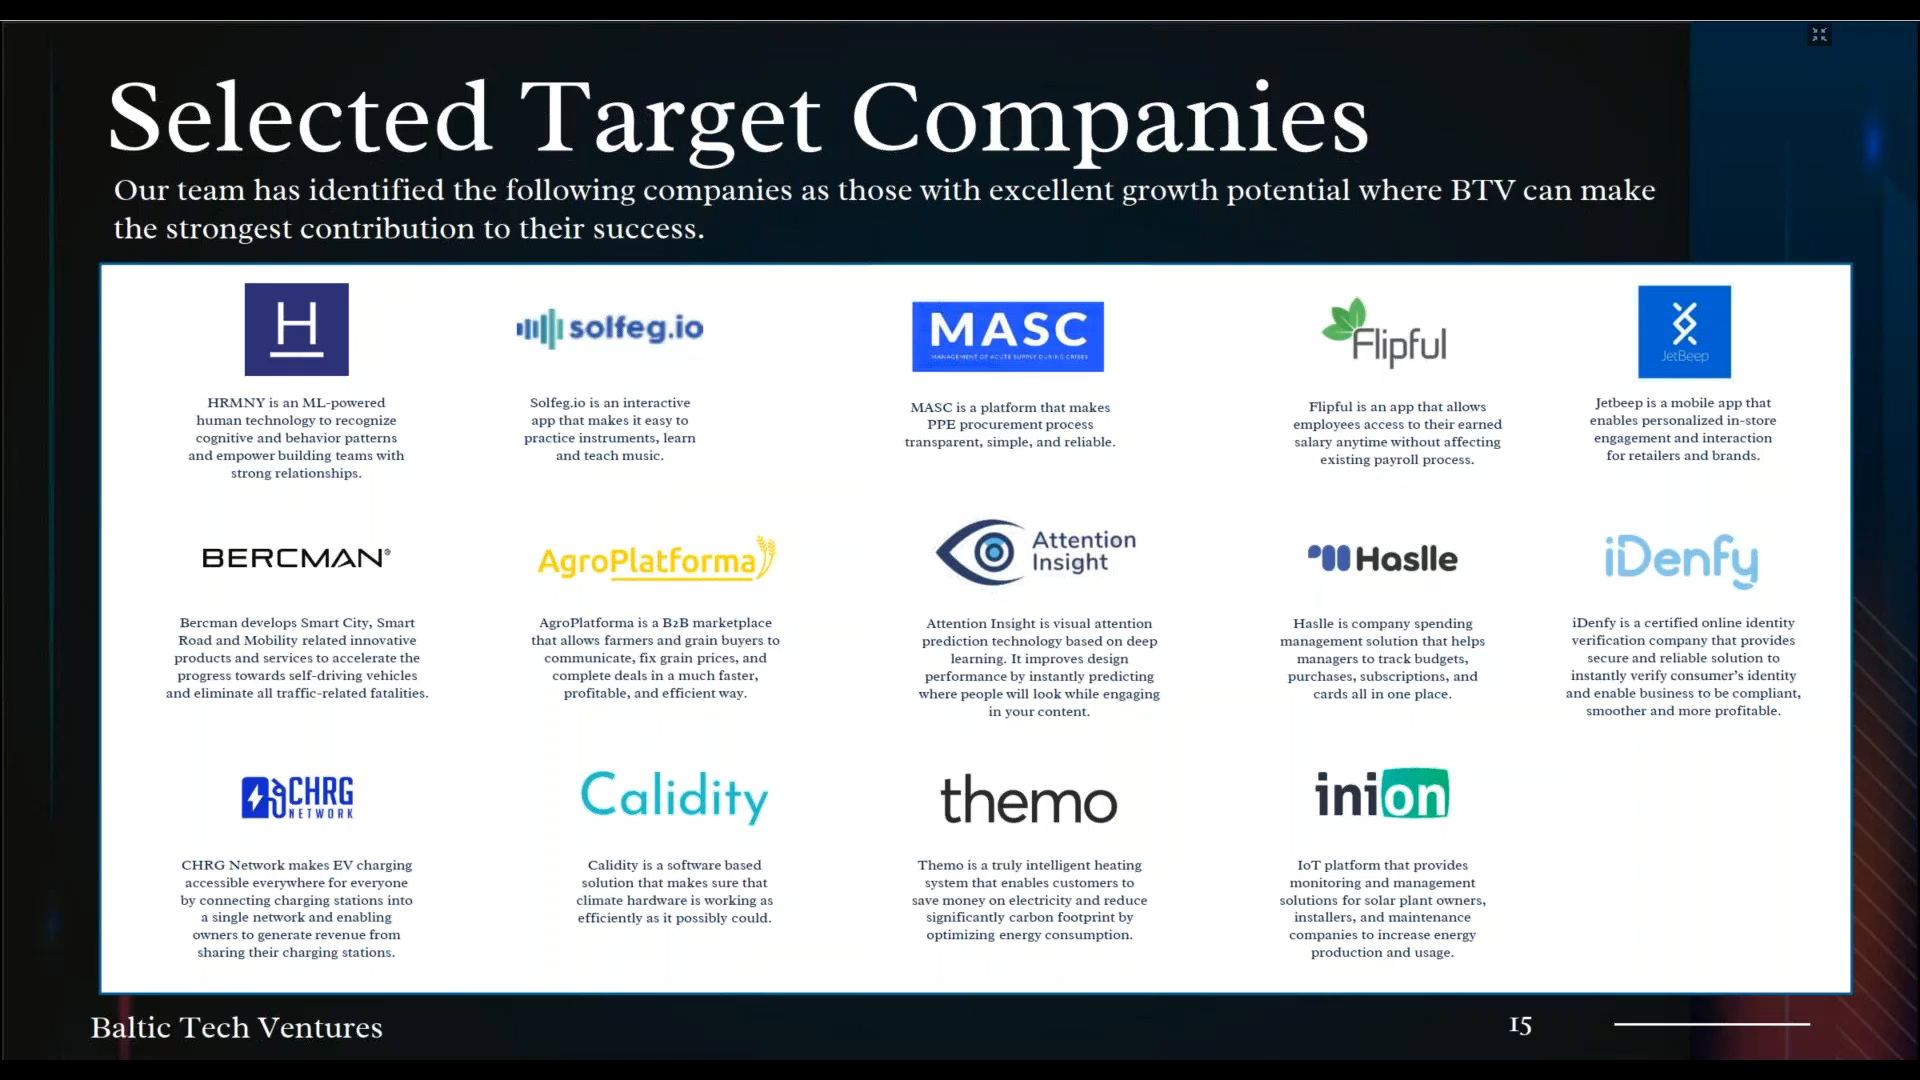 Selected Target Companies
Our team has identified the following companies as those with excellent growth potential where BTV can make
the strongest contribution to their success.
H
solfeg.io
MASC
MANAGEMENT OF ACUTE SUPPLY DURING CRISES
Flipful
JetBeep
HRMNY is an ML-powered
human technology to recognize
cognitive and behavior patterns
and empower building teams with
strong relationships.
Solfeg.io is an interactive
app that makes it easy to
practice instruments, learn
and teach music.
MASC is a platform that makes
PPE procurement process
transparent, simple, and reliable.
Flipful is an app that allows
employees access to their earned
salary anytime without affecting
existing payroll process.
Jetbeep is a mobile app that
enables personalized in-store
engagement and interaction
for retailers and brands.
BERCMAN®
AgroPlatforma
Attention
Insight
Haslle
iDenfy
Bercman develops Smart City, Smart
Road and Mobility related innovative
products and services to accelerate the
progress towards self-driving vehicles
and eliminate all traffic-related fatalities.
AgroPlatforma is a B2B marketplace
that allows farmers and grain buyers to
communicate, fix grain prices, and
complete deals in a much faster,
profitable, and efficient way.
Attention Insight is visual attention
prediction technology based on deep
learning. It improves design
performance by instantly predicting
where people will look while engaging
in your content.
Haslle is company spending
management solution that helps
managers to track budgets,
purchases, subscriptions, and
cards all in one place.
iDenfy is a certified online identity
verification company that provides
secure and reliable solution to
instantly verify consumer's identity
and enable business to be compliant,
smoother and more profitable.
CHRG
NETWORK
Calidity
themo
inion
CHRG Network makes EV charging
accessible everywhere for everyone
by connecting charging stations into
a single network and enabling
owners to generate revenue from
sharing their charging stations.
Calidity is a software based
solution that makes sure that
climate hardware is working as
efficiently as it possibly could.
Themo is a truly intelligent heating
system that enables customers to
save money on electricity and reduce
significantly carbon footprint by
optimizing energy consumption.
IoT platform that provides
monitoring and management
solutions for solar plant owners,
installers, and maintenance
companies to increase energy
production and usage.
Baltic Tech Ventures
15